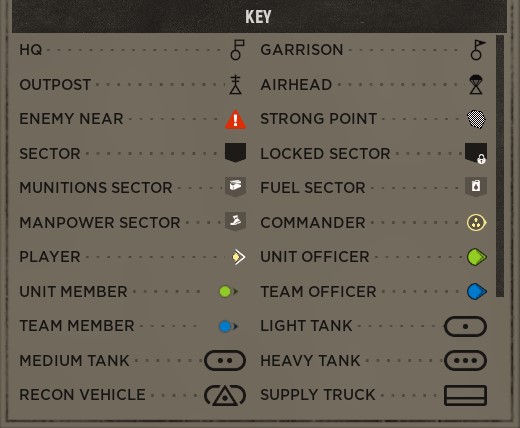 KEY
HQ GARRISON
OUTPOST AIRHEAD
ENEMY NEAR STRONG POINT
SECTOR LOCKED SECTOR
MUNITIONS SECTOR FUEL SECTOR
MANPOWER SECTOR COMMANDER
PLAYER UNIT OFFICER
UNIT MEMBER TEAM OFFICER
TEAM MEMBER LIGHT TANK
MEDIUM TANK HEAVY TANK
RECON VEHICLE SUPPLY TRUCK